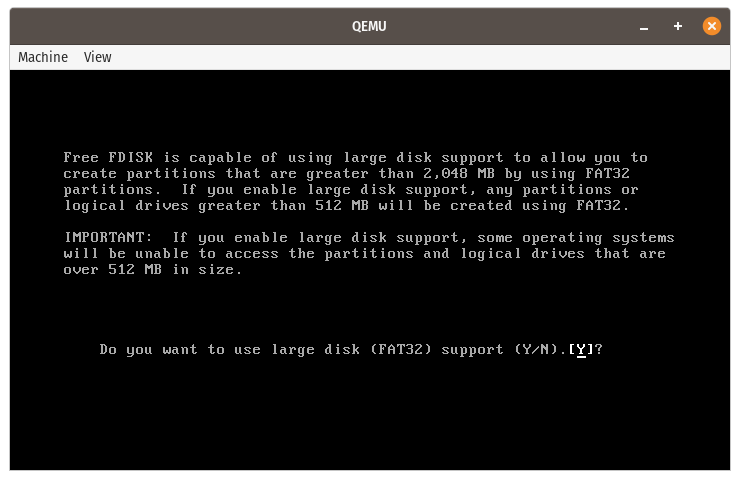 QEMU
Machine View
Free FDISK is capable of using large disk support to allow you to
create partitions that are greater than 2,048 MB by using FAT32
partitions.  If you enable large disk support, any partitions or
logical drives greater than 512 MB will be created using FAT32.
IMPORTANT:  If you enable large disk support, some operating systems
will be unable to access the partitions and logical drives that are
over 512 MB in size.
Do you want to use large disk (FAT32) support (Y/N).[Y]?